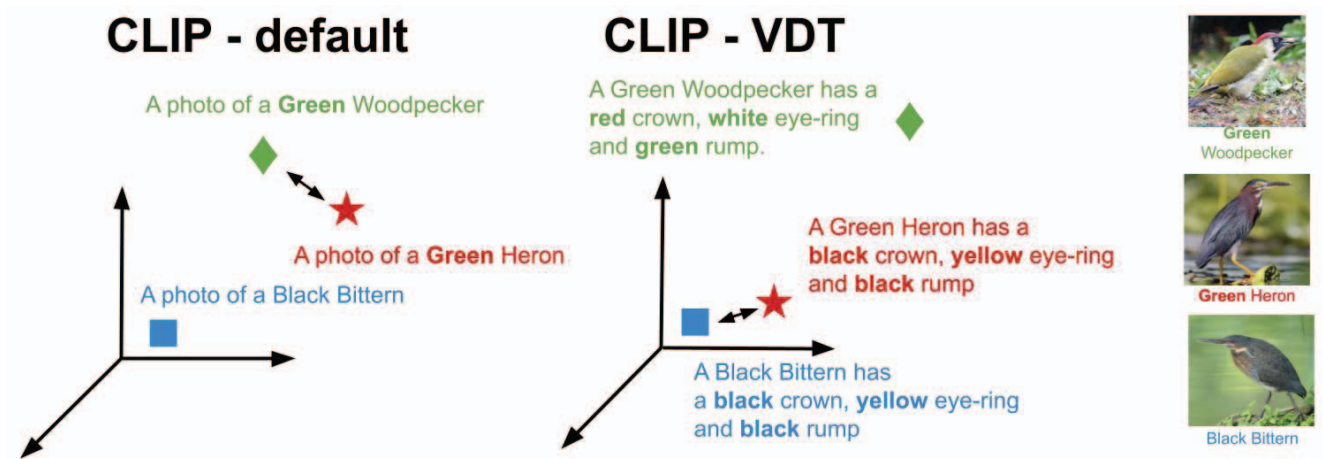 CLIP - default
A photo of a Green Woodpecker
A photo of a Green Heron
A photo of a Black Bittern
CLIP - VDT
A Green Woodpecker has a
red crown, white eye-ring
and green rump.
A Green Heron has a
black crown, yellow eye-ring
and black rump
A Black Bittern has
a black crown, yellow eye-ring
and black rump
Green
Woodpecker
Green Heron
Black Bittern